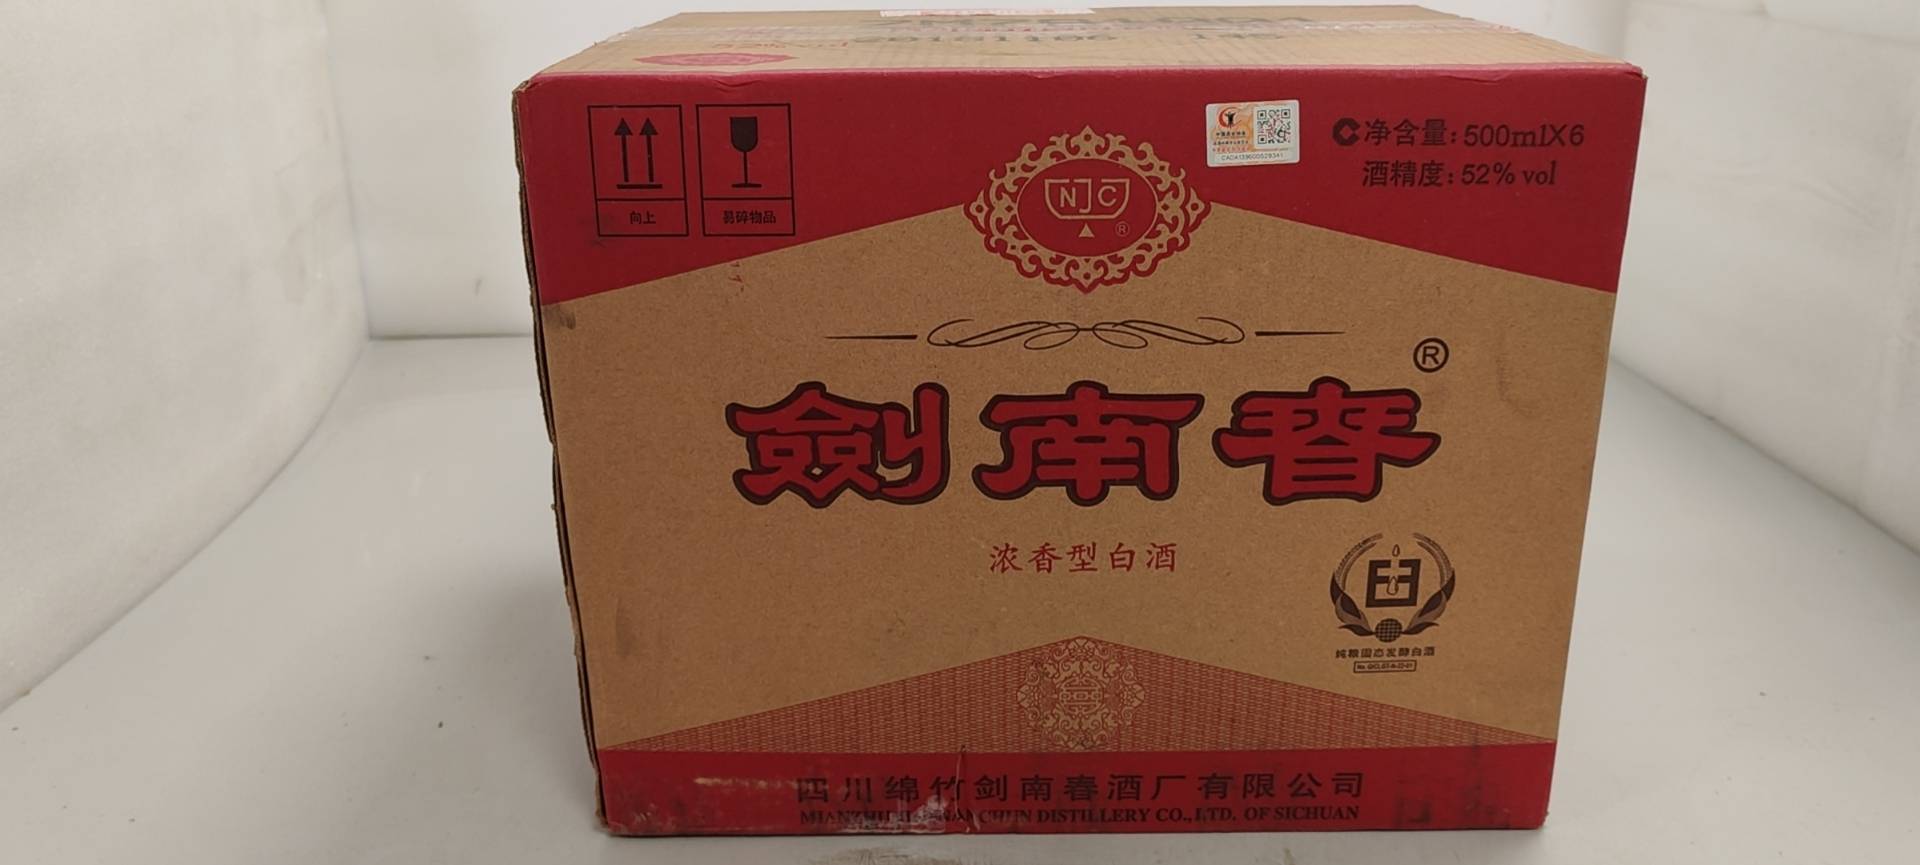 向上
易碎物品
NJC
®
净含量: 500mlX6
酒精度: 52% vol
®
劍南春
浓香型白酒
纯粮固态发酵白酒
四川绵竹剑南春酒厂有限公司
DISTILLERY CO., LTD. OF SICHUAN